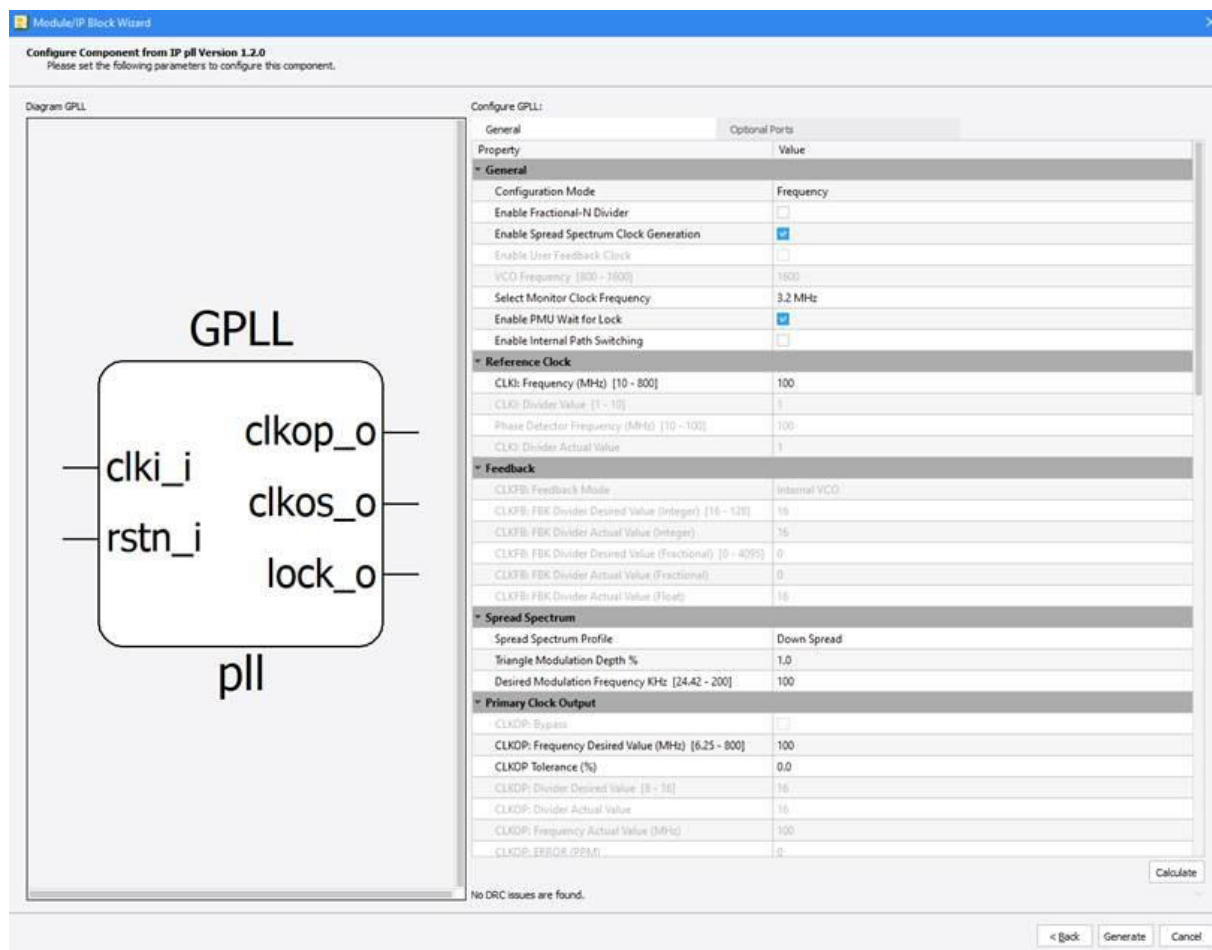 Module/IP Block Wizard
Configure Component from IP pll Version 1.2.0
Please set the following parameters to configure this component.
Diagram GPLL
GPLL
clki_i
rstn_i
clkop_o
clkos_o
lock_o
pll
Configure GPLL:
General Optional Ports
Property Value
General
Configuration Mode Frequency
Enable Fractional-N Divider
Enable Spread Spectrum Clock Generation
Enable User Feedback Clock
VCO Frequency [800 - 1600] 1600
Select Monitor Clock Frequency 3.2 MHz
Enable PMU Wait for Lock
Enable Internal Path Switching
Reference Clock
CLKI: Frequency (MHz) [10 - 800] 100
CLKI: Divider Value [1 - 10] 1
Phase Detector Frequency (MHz) [10 - 100] 100
CLKI: Divider Actual Value 1
Feedback
CLKFB: Feedback Mode Internal VCO
CLKFB: FBK Divider Desired Value (Integer) [16 - 128] 16
CLKFB: FBK Divider Actual Value (Integer) 16
CLKFB: FBK Divider Desired Value (Fractional) [0 - 4095] 0
CLKFB: FBK Divider Actual Value (Fractional) 0
CLKFB: FBK Divider Actual Value (Float) 16
Spread Spectrum
Spread Spectrum Profile Down Spread
Triangle Modulation Depth % 1.0
Desired Modulation Frequency KHz [24.42 - 200] 100
Primary Clock Output
CLKOP: Bypass
CLKOP: Frequency Desired Value (MHz) [6.25 - 800] 100
CLKOP Tolerance (%) 0.0
CLKOP: Divider Desired Value [8 - 16] 16
CLKOP: Divider Actual Value 16
CLKOP: Frequency Actual Value (MHz) 100
CLKOP: ERROR (PPM) 0
Calculate
No DRC issues are found.
< Back Generate Cancel